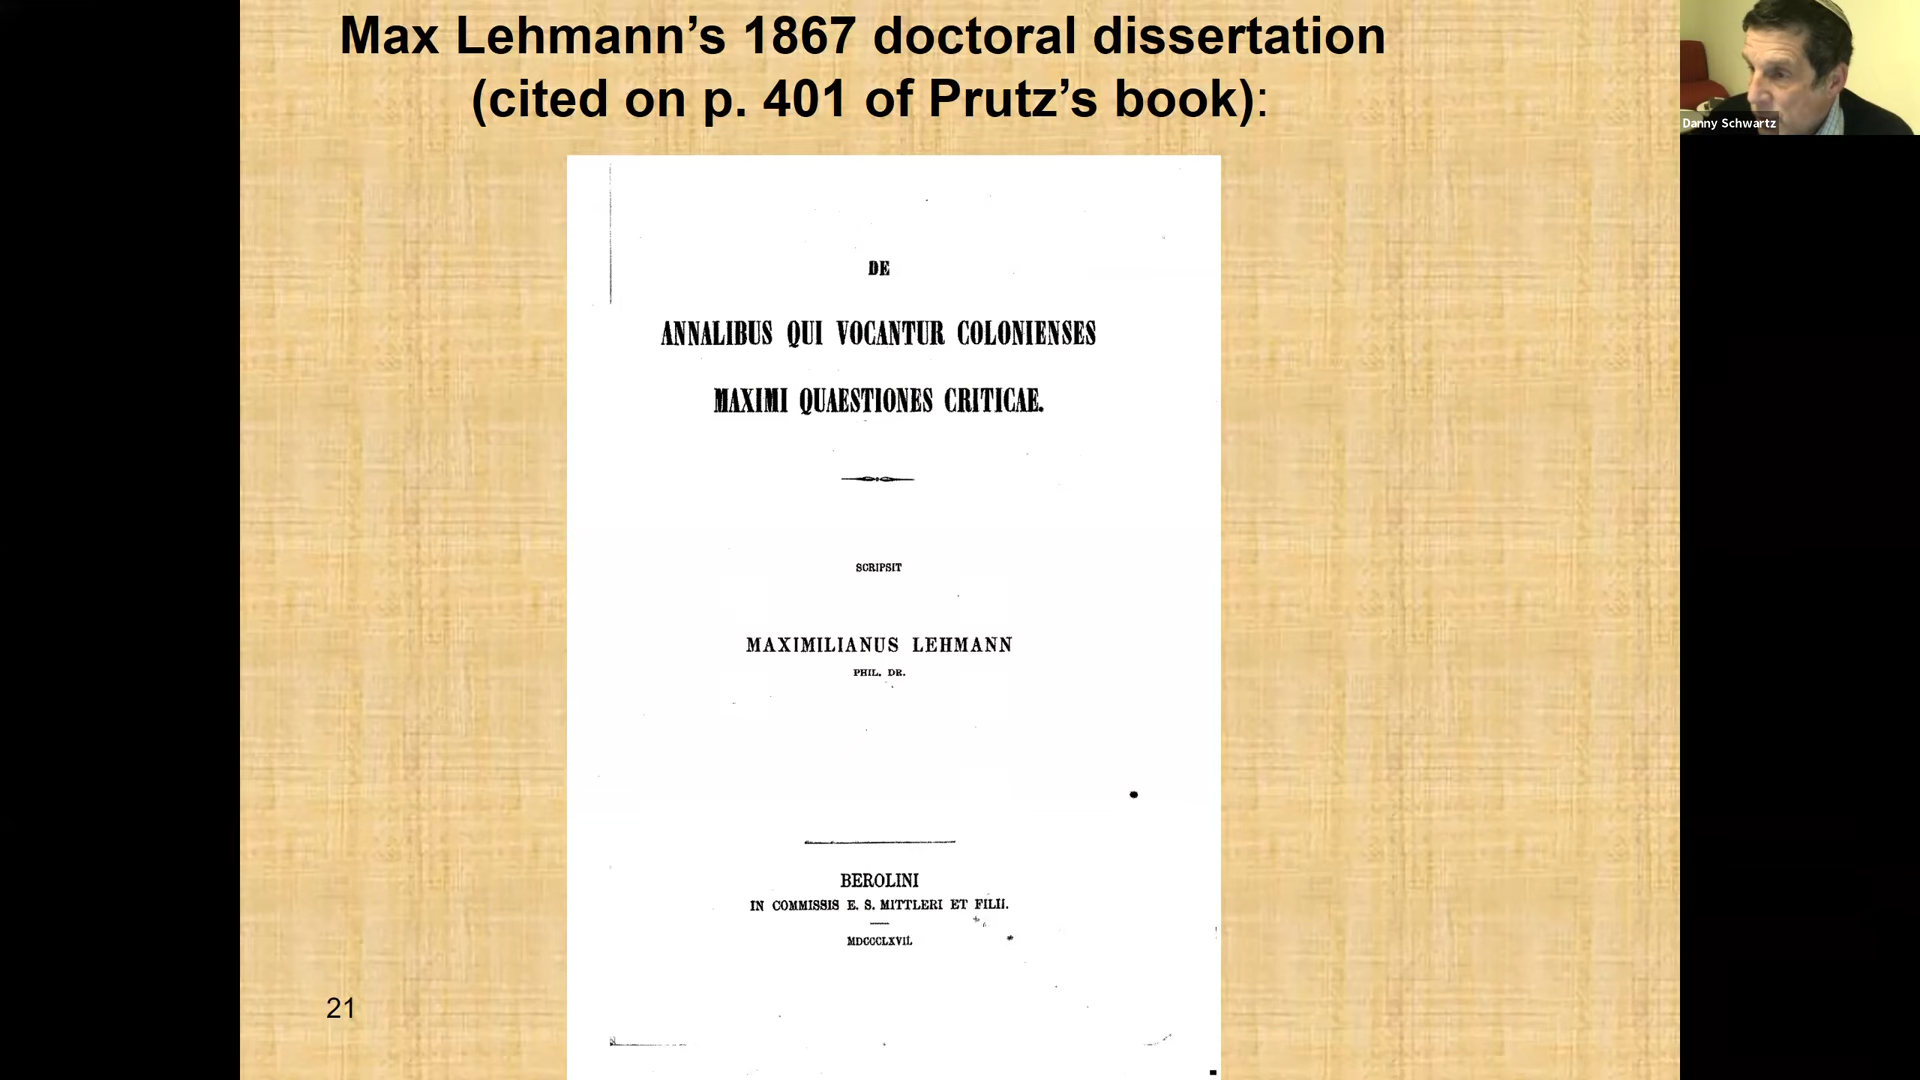 Max Lehmann’s 1867 doctoral dissertation
(cited on p. 401 of Prutz’s book):
Danny Schwartz
DE
ANNALIBUS QUI VOCANTUR COLONIENSES
MAXIMI QUAESTIONES CRITICAE.
SCRIPSIT
MAXIMILIANUS LEHMANN
PHIL. DR.
BEROLINI
IN COMMISSIS E. S. MITTLERI ET FILII.
MDCCCLXVII.
21